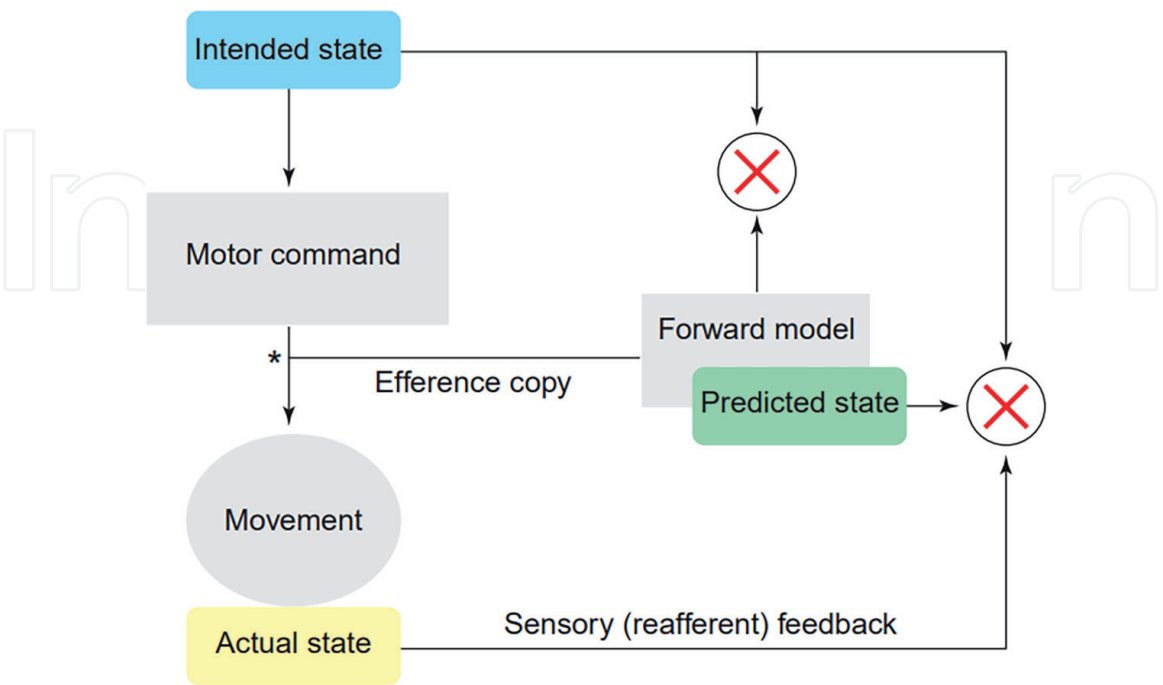 Intended state
Motor command
Forward model
*
Efference copy
Predicted state
Movement
Actual state
Sensory (reafferent) feedback